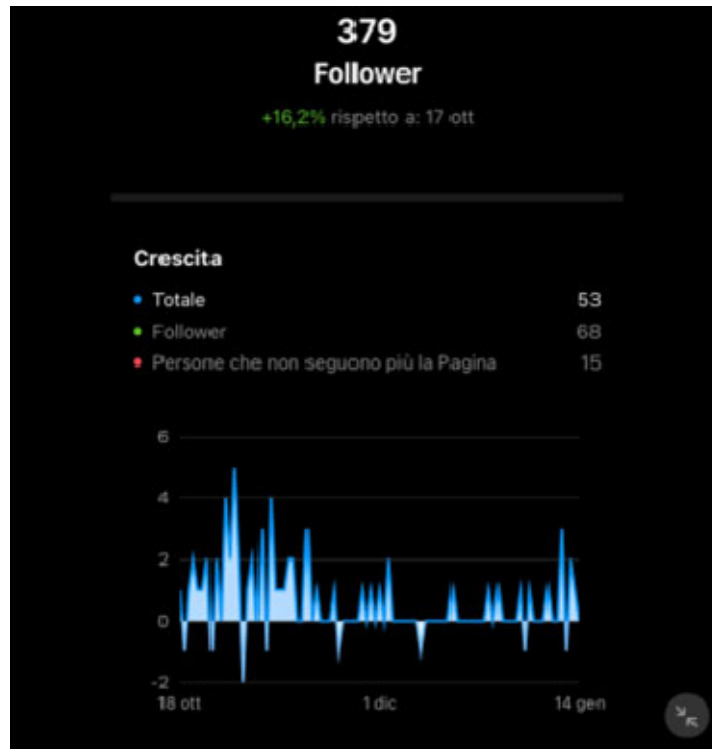 379
Follower
+16,2% rispetto a: 17 ott
Crescita
Totale 53
Follower 68
Persone che non seguono più la Pagina 15
6
4
2
0
-2
18 ott 1 dic 14 gen